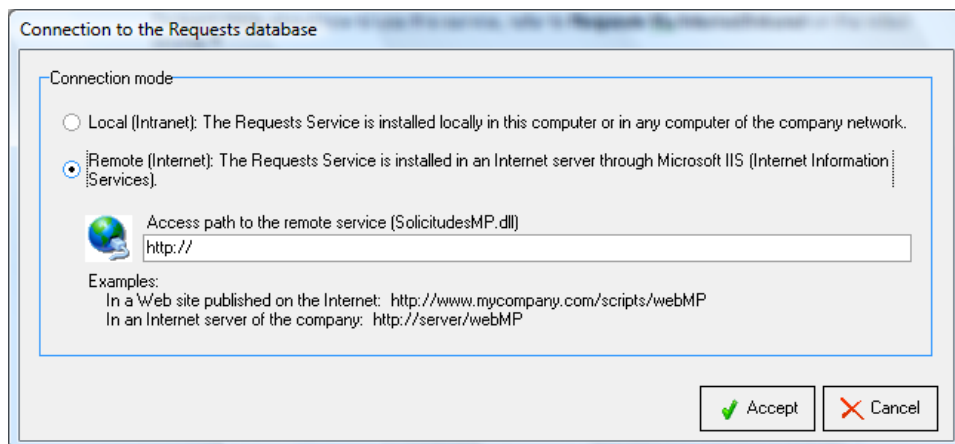 Connection to the Requests database
Connection mode
Local (Intranet): The Requests Service is installed locally in this computer or in any computer of the company network.
Remote (Internet): The Requests Service is installed in an Internet server through Microsoft IIS (Internet Information
Services).
Access path to the remote service (SolicitudesMP.dll)
http://
Examples:
In a Web site published on the Internet: http://www.mycompany.com/scripts/webMP
In an Internet server of the company: http://server/webMP
Accept
Cancel